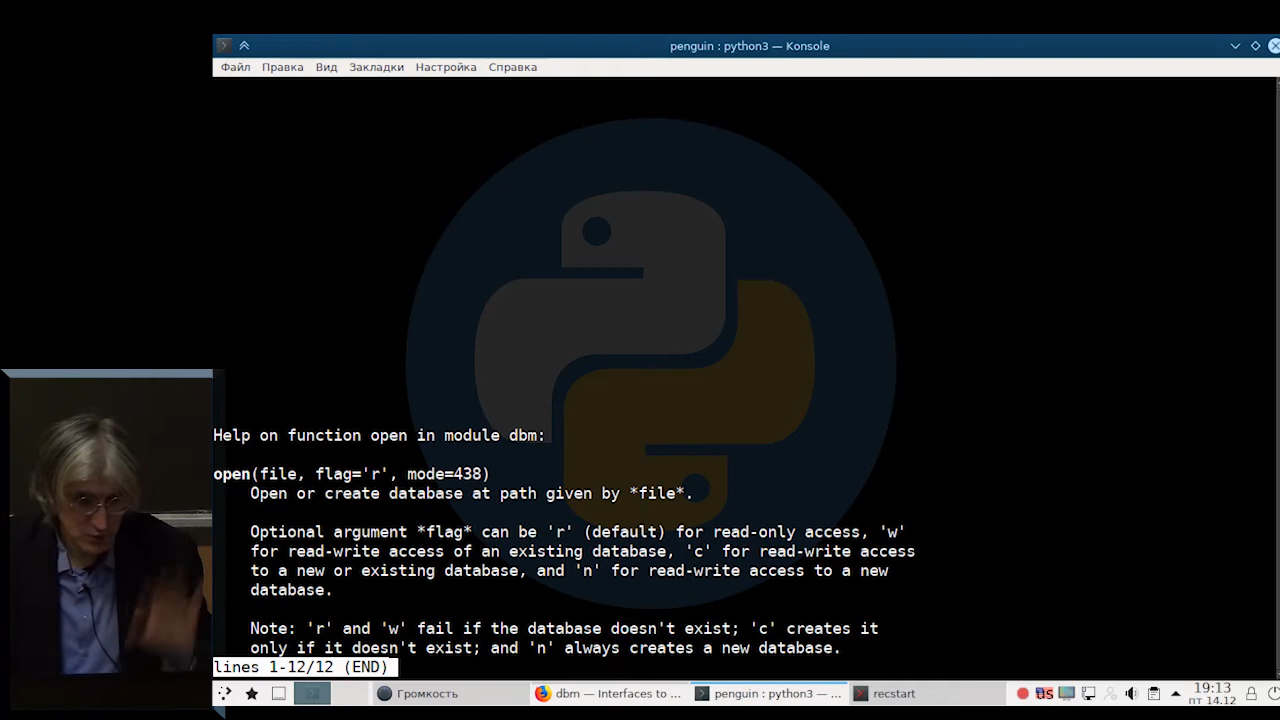 penguin : python3 — Konsole
Файл Правка Вид Закладки Настройка Справка
Help on function open in module dbm:
open(file, flag='r', mode=438)
Open or create database at path given by *file*.
Optional argument *flag* can be 'r' (default) for read-only access, 'w'
for read-write access of an existing database, 'c' for read-write access
to a new or existing database, and 'n' for read-write access to a new
database.
Note: 'r' and 'w' fail if the database doesn't exist; 'c' creates it
only if it doesn't exist; and 'n' always creates a new database.
lines 1-12/12 (END)
Громкость
dbm — Interfaces to ...
penguin : python3 — ...
recstart
us
19:13
пт 14.12